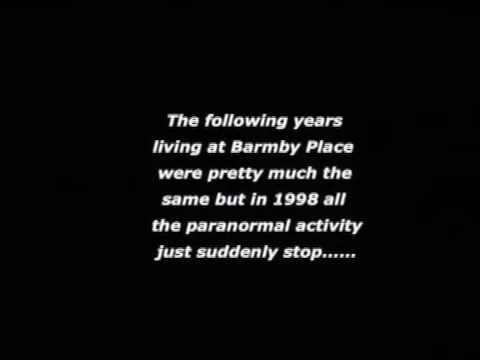 The following years
living at Barmby Place
were pretty much the
same but in 1998 all
the paranormal activity
just suddenly stop......